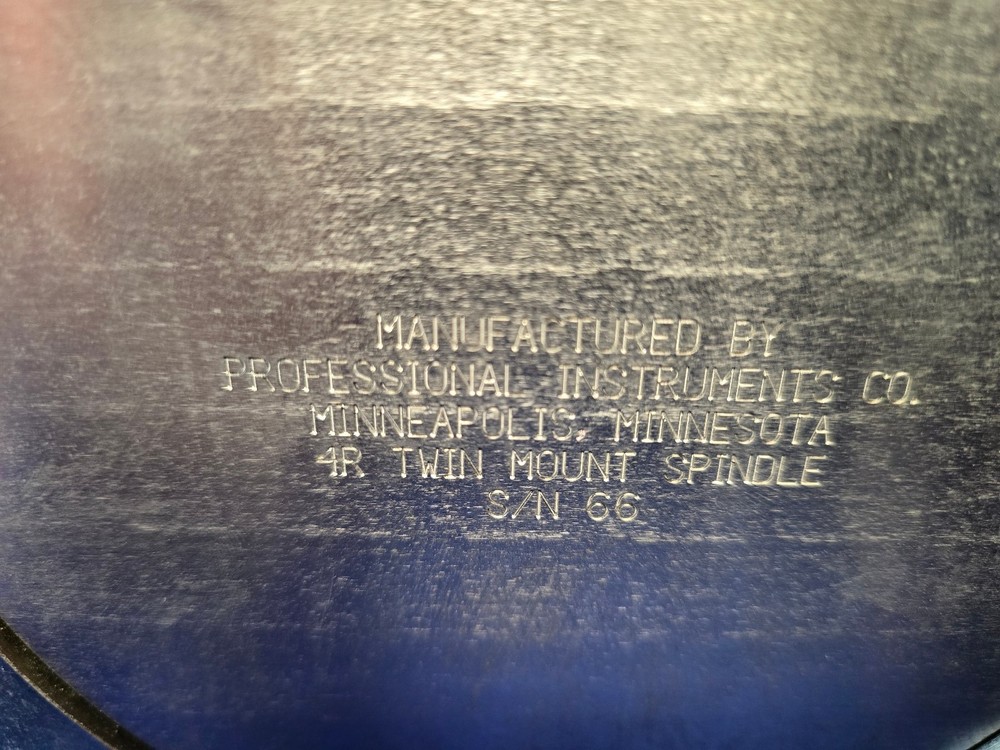 MANUFACTURED BY
PROFESSIONAL INSTRUMENTS CO.
MINNEAPOLIS, MINNESOTA
4R TWIN MOUNT SPINDLE
S/N 66